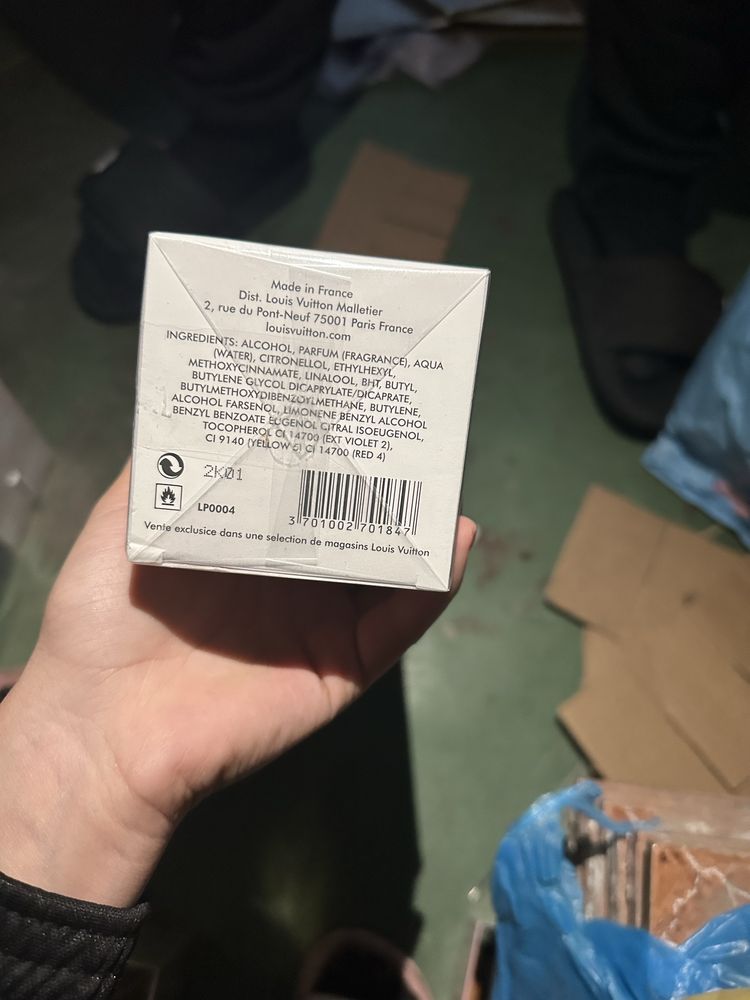 Made in France
Dist. Louis Vuitton Malletier
2, rue du Pont-Neuf 75001 Paris France
louisvuitton.com
INGREDIENTS: ALCOHOL, PARFUM (FRAGRANCE), AQUA
(WATER), CITRONELLOL, ETHYLHEXYL,
METHOXYCINNAMATE, LINALOOL, BHT, BUTYL,
BUTYLENE GLYCOL DICAPRYLATE/DICAPRATE,
BUTYLMETHOXYDIBENZOYLMETHANE, BUTYLENE,
ALCOHOL FARSENOL, LIMONENE BENZYL ALCOHOL
BENZYL BENZOATE EUGENOL CITRAL ISOEUGENOL,
TOCOPHEROL CI 14700 (EXT VIOLET 2),
CI 9140 (YELLOW 5) CI 14700 (RED 4)
2K01
LP0004
3 701002 701847
Vente exclusice dans une selection de magasins Louis Vuitton